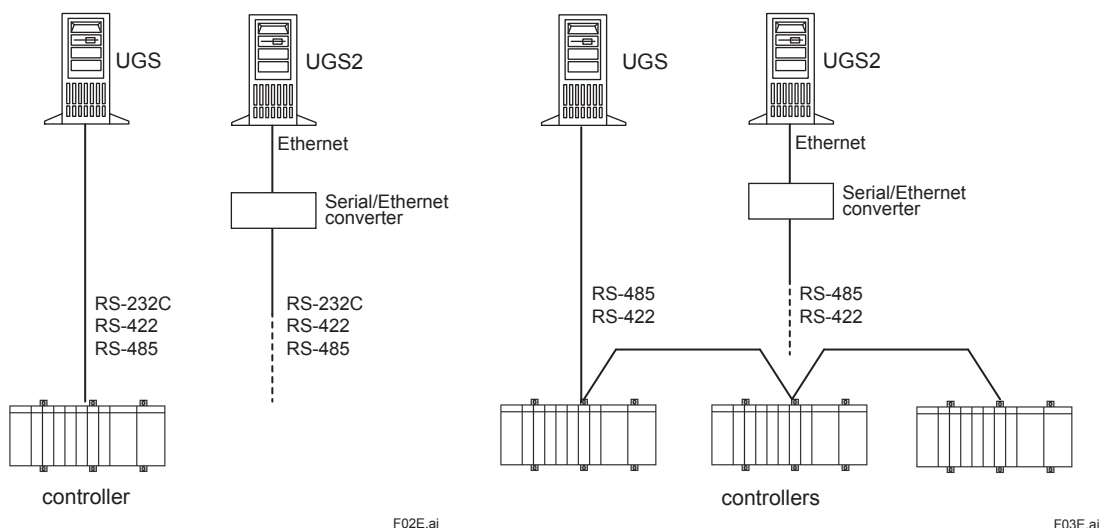 UGS
UGS2
Ethernet
Serial/Ethernet
converter
RS-232C
RS-422
RS-485
RS-232C
RS-422
RS-485
controller
F02E.ai
UGS
UGS2
Ethernet
Serial/Ethernet
converter
RS-485
RS-422
RS-485
RS-422
controllers
F03E.ai